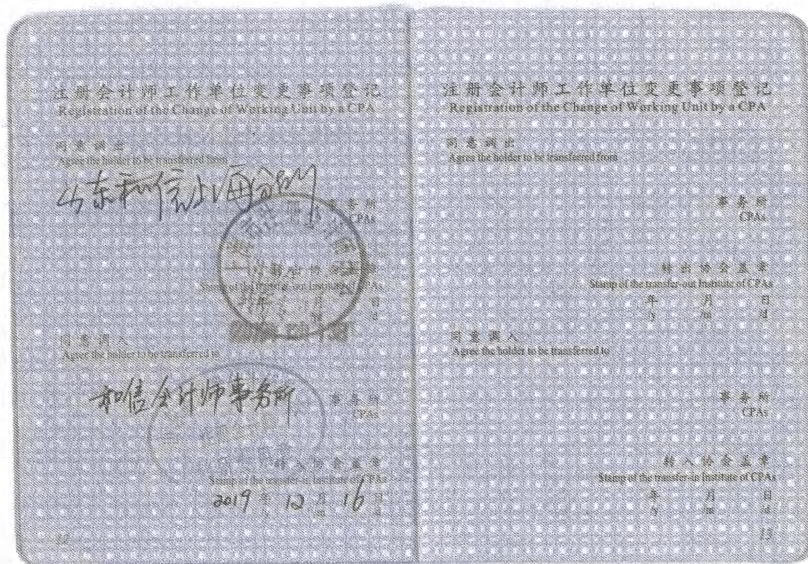 注册会计师工作单位变更事项登记
Registration of the Change of Working Unit by a CPA
同意调出
Agree the holder to be transferred from
山东和信上海分所
事务所
CPAs
转出协会盖章
Stamp of the transfer-out Institute of CPAs
年 月 日
/y /m /d
同意调入
Agree the holder to be transferred to
和信会计师事务所
事务所
CPAs
转入协会盖章
Stamp of the transfer-in Institute of CPAs
2019 年 12 月 16 日
/y /m /d
12
注册会计师工作单位变更事项登记
Registration of the Change of Working Unit by a CPA
同意调出
Agree the holder to be transferred from
事务所
CPAs
转出协会盖章
Stamp of the transfer-out Institute of CPAs
年 月 日
/y /m /d
同意调入
Agree the holder to be transferred to
事务所
CPAs
转入协会盖章
Stamp of the transfer-in Institute of CPAs
年 月 日
/y /m /d
13